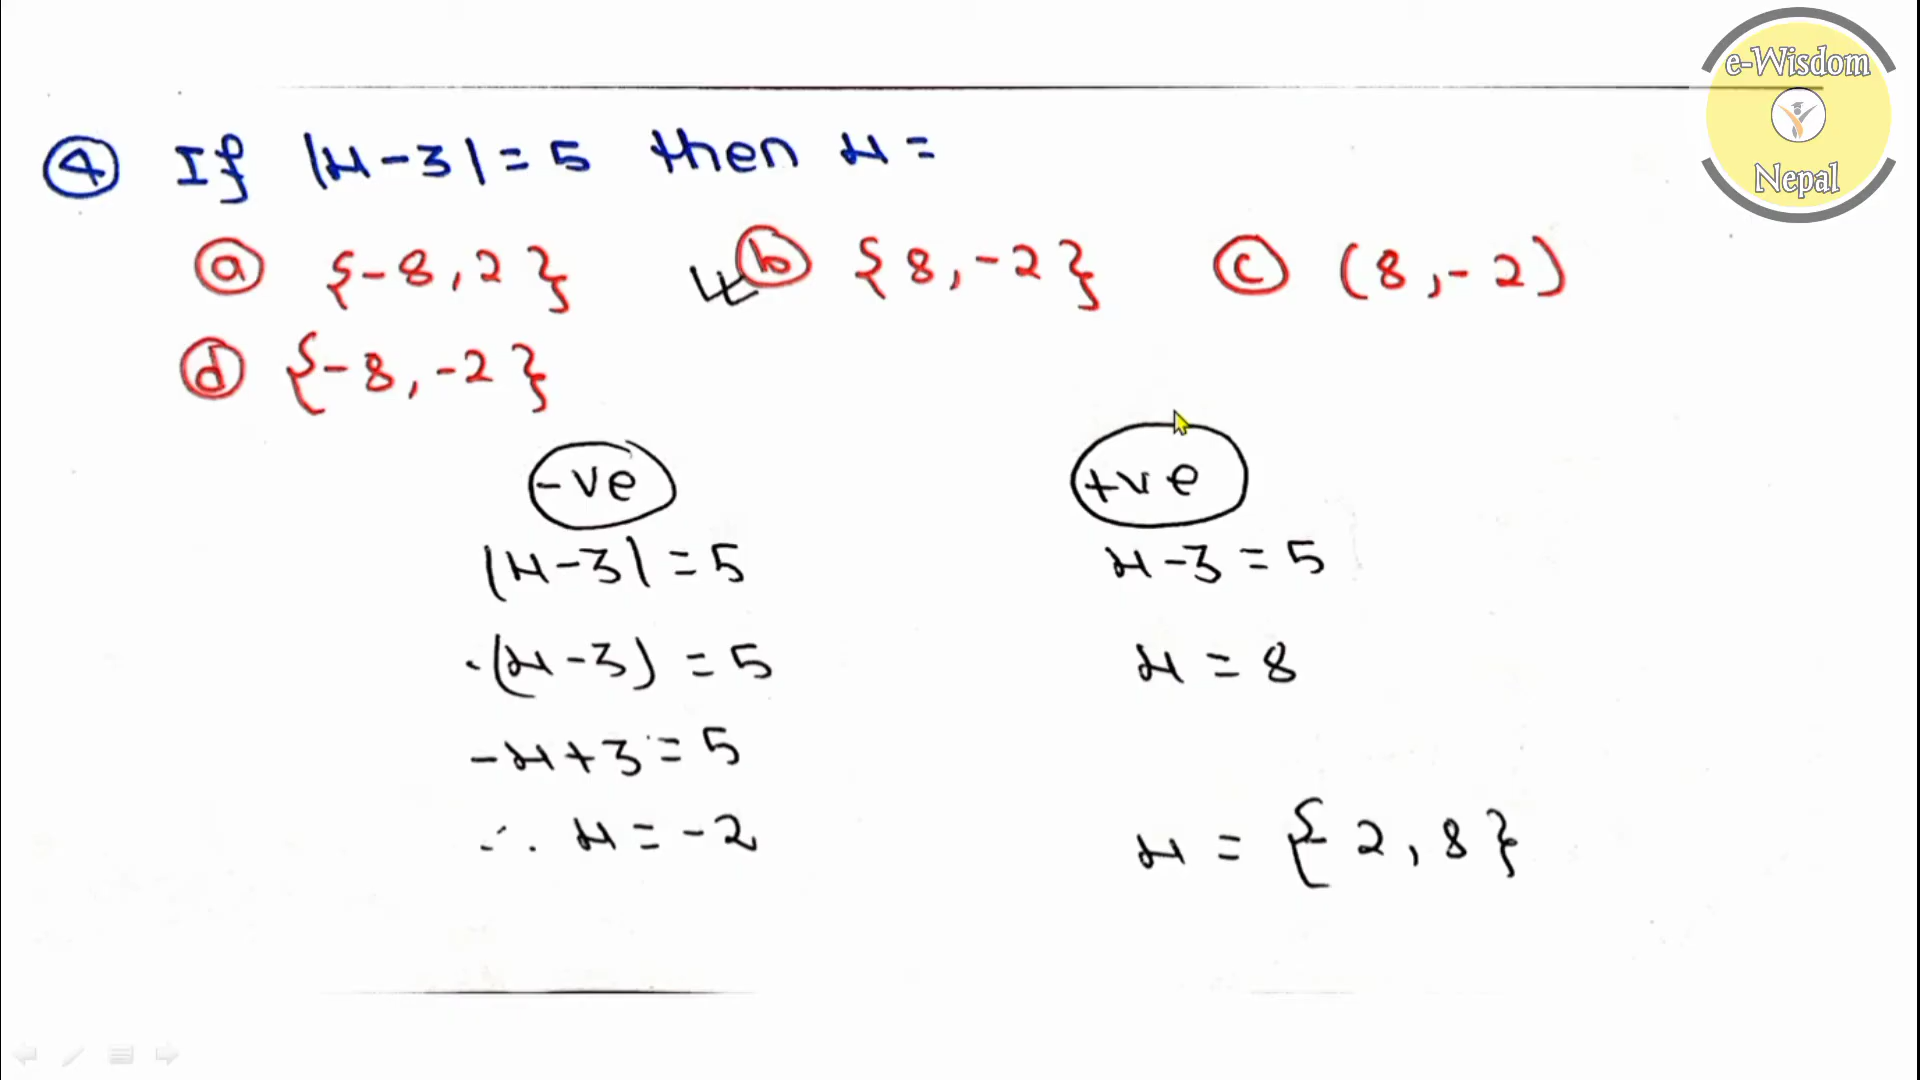 e-Wisdom
Nepal
④ If |x-3| = 5 then x =
ⓐ {-8, 2} ⓑ {8, -2} ⓒ (8, -2)
ⓓ {-8, -2}
-ve +ve
|x-3| = 5 x-3 = 5
-(x-3) = 5 x = 8
-x+3 = 5
∴ x = -2 x = {2, 8}